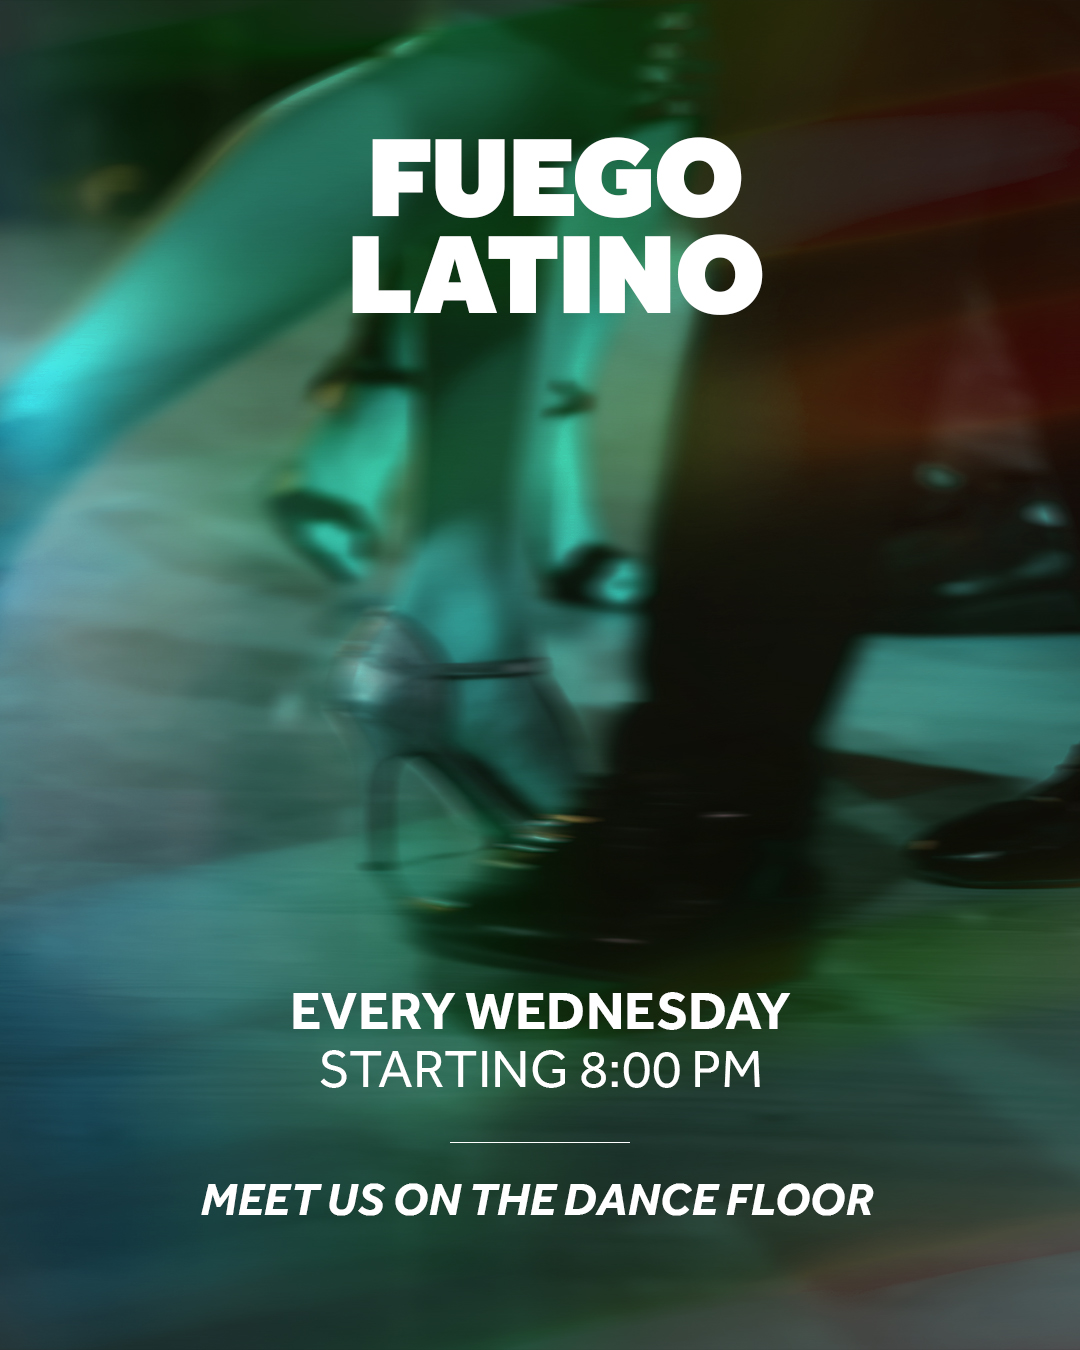 FUEGO
LATINO
EVERY WEDNESDAY
STARTING 8:00 PM
MEET US ON THE DANCE FLOOR